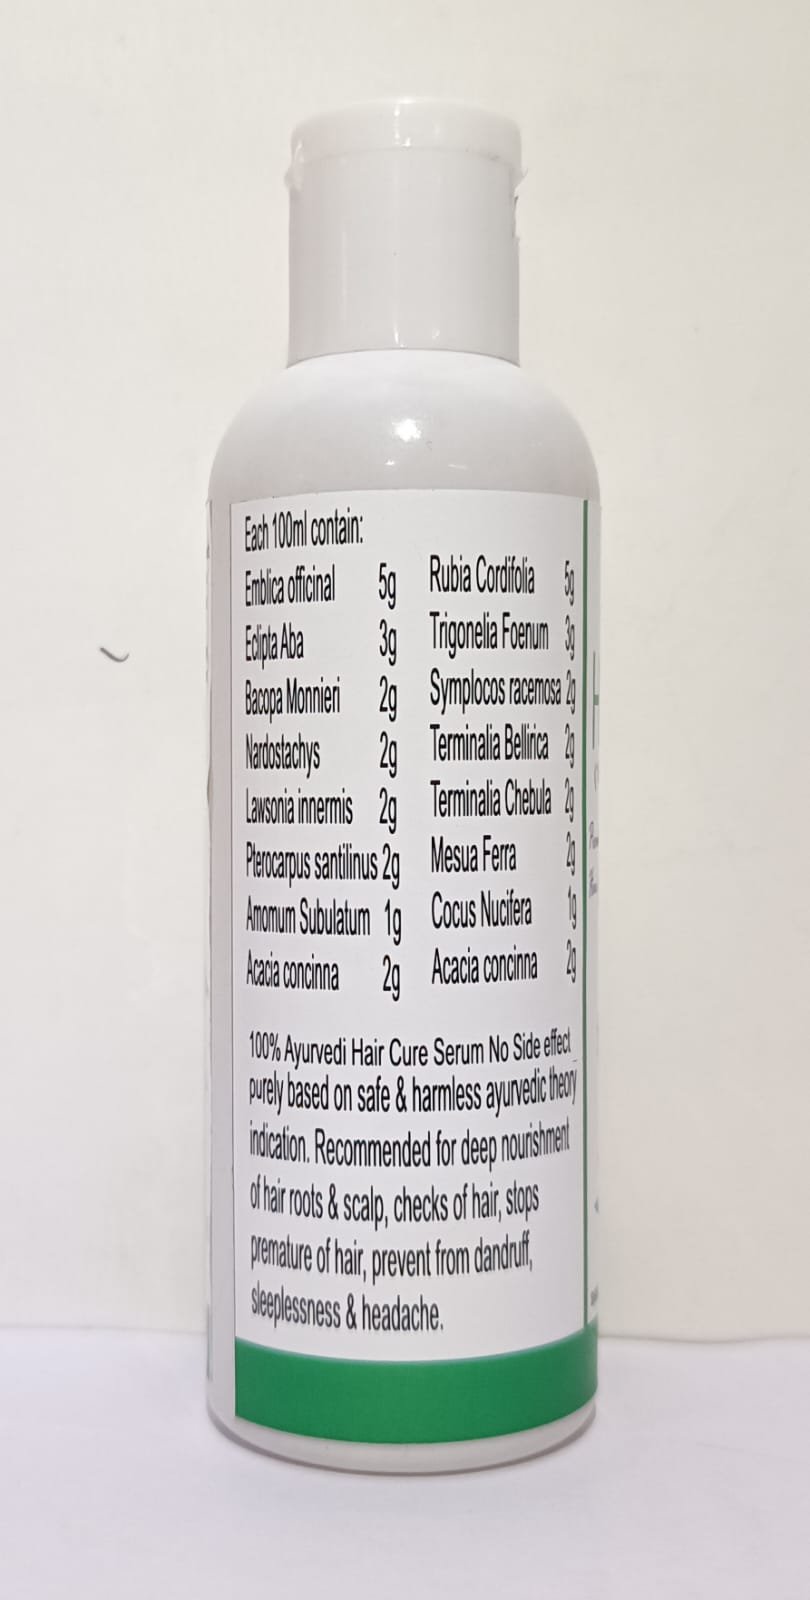 Each 100ml contain:
Emblica officinal 5g Rubia Cordifolia 5g
Eclipta Aba 3g Trigonelia Foenum 3g
Bacopa Monnieri 2g Symplocos racemosa 2g
Nardostachys 2g Terminalia Bellirica 2g
Lawsonia innermis 2g Terminalia Chebula 2g
Pterocarpus santilinus 2g Mesua Ferra 2g
Amomum Subulatum 1g Cocus Nucifera 1g
Acacia concinna 2g Acacia concinna 2g
100% Ayurvedi Hair Cure Serum No Side effect
purely based on safe & harmless ayurvedic theory
indication. Recommended for deep nourishment
of hair roots & scalp, checks of hair, stops
premature of hair, prevent from dandruff,
sleeplessness & headache.